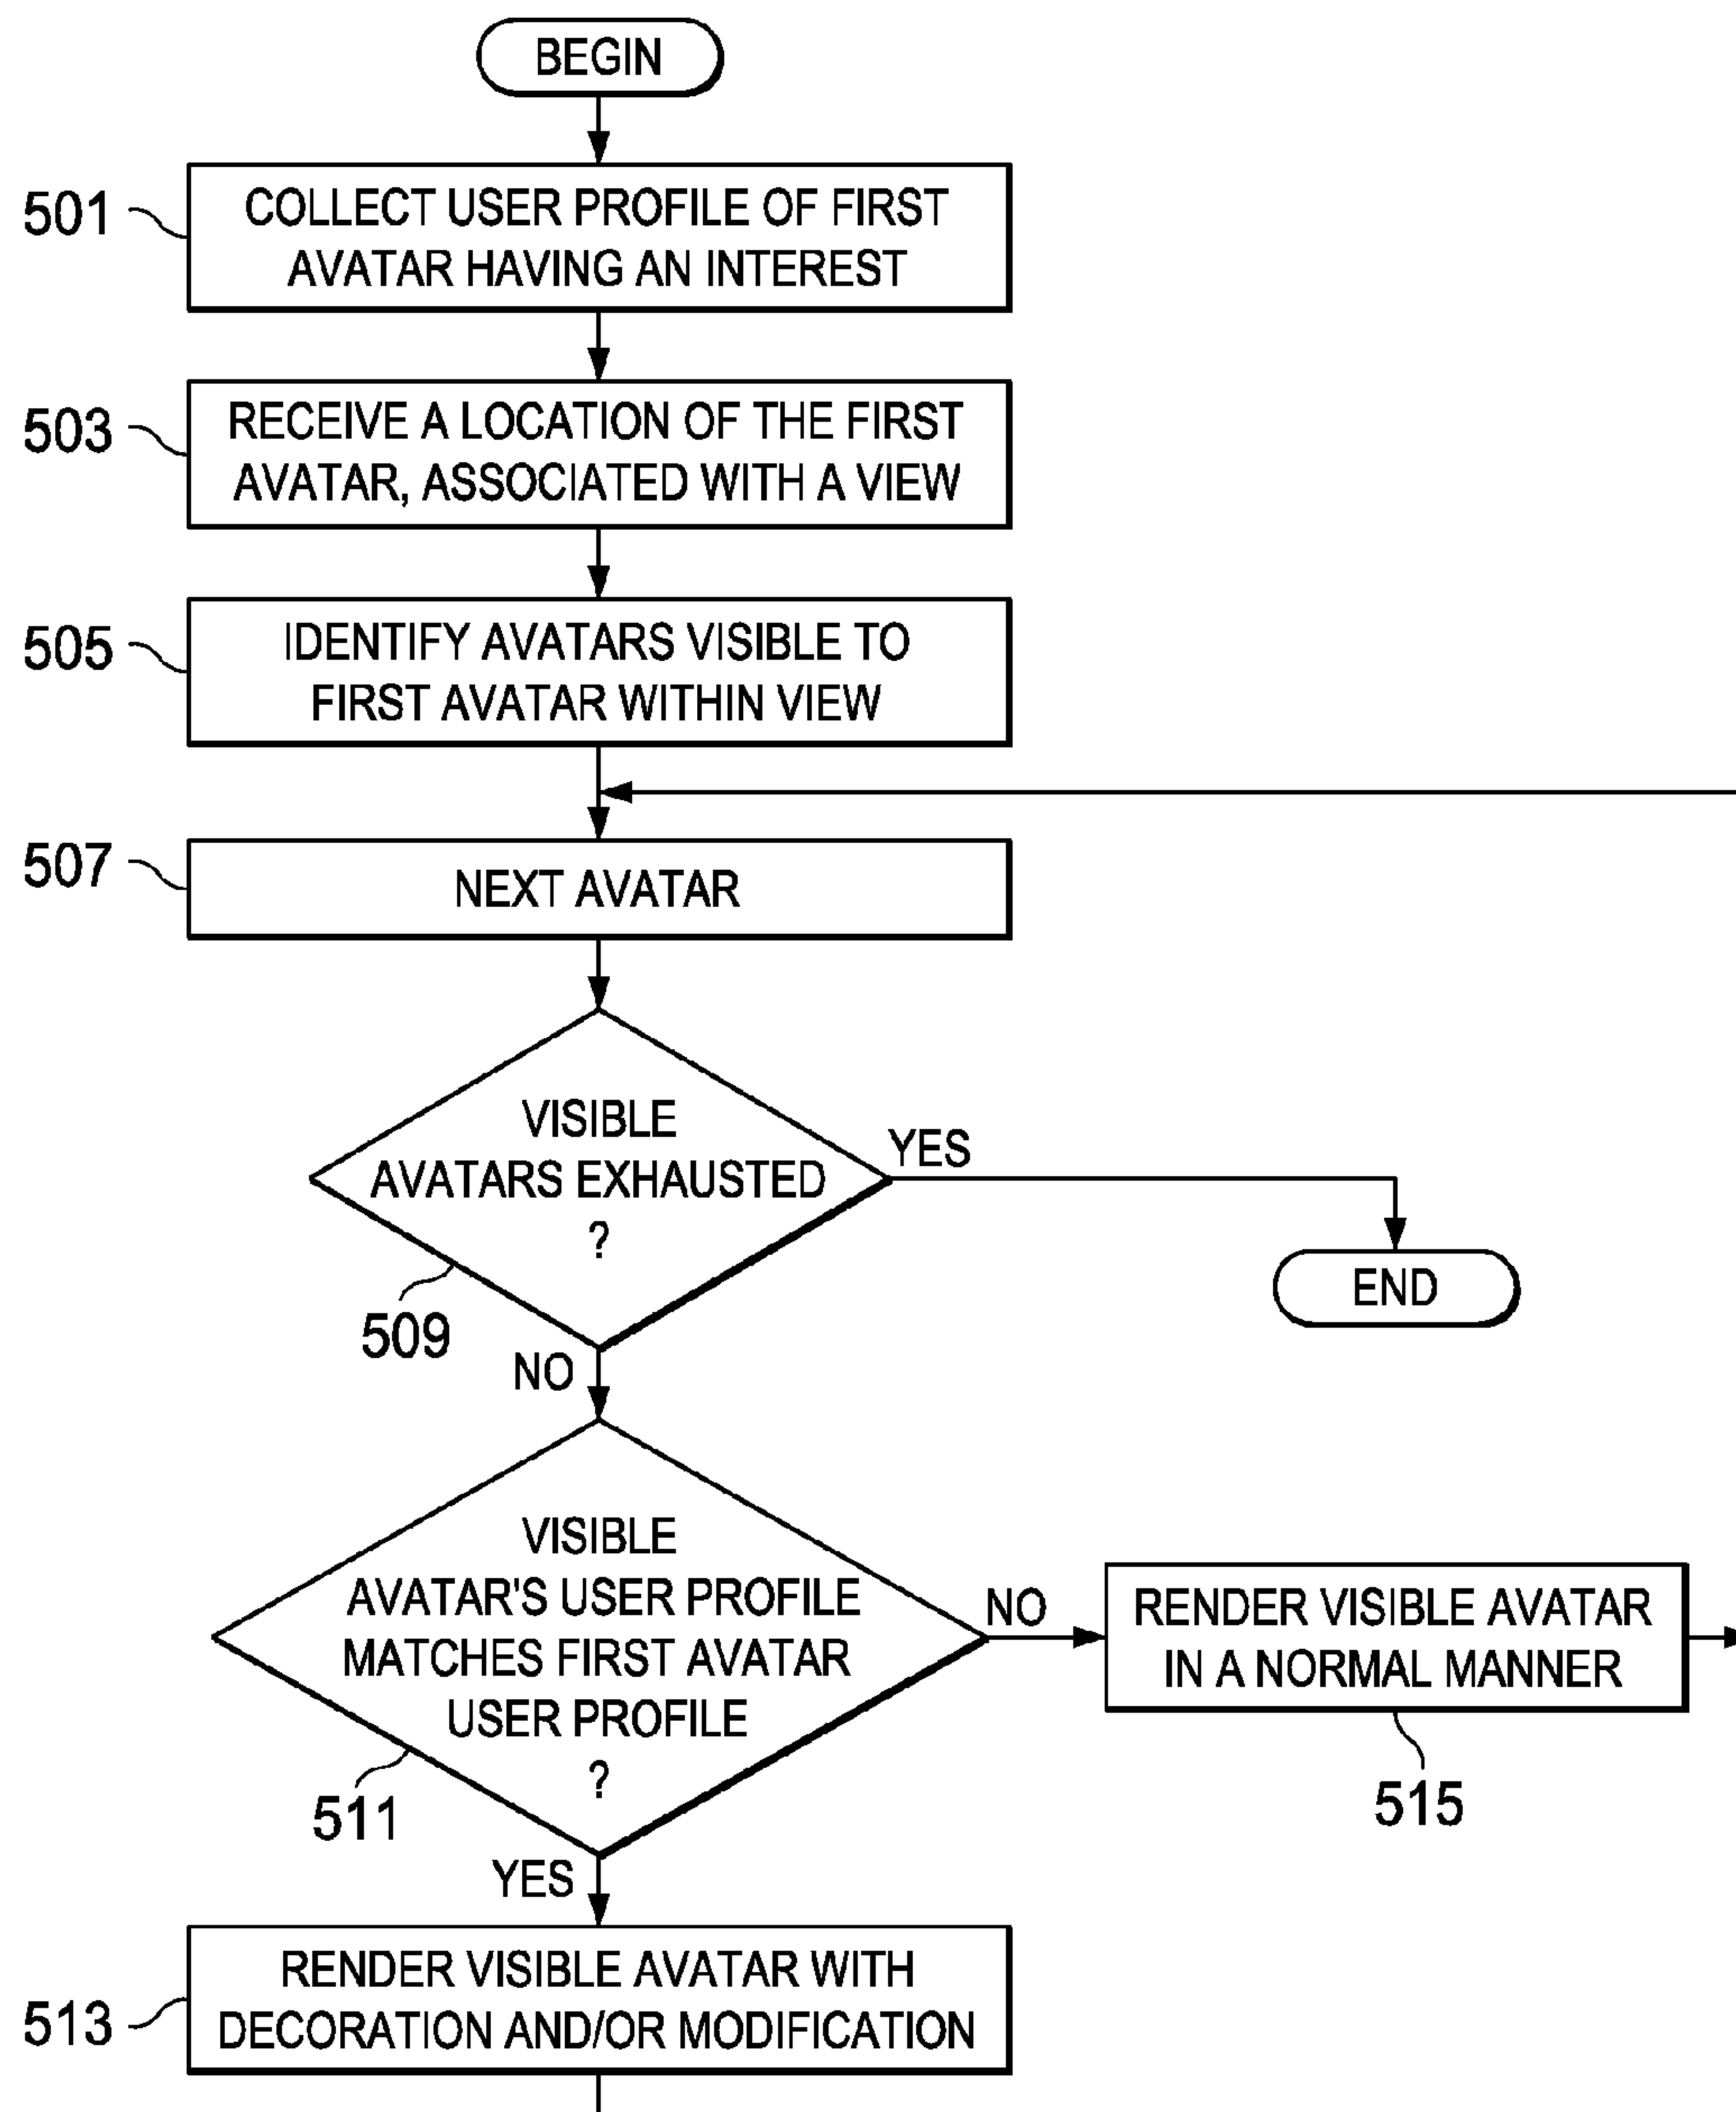 BEGIN
501
COLLECT USER PROFILE OF FIRST
AVATAR HAVING AN INTEREST
503
RECEIVE A LOCATION OF THE FIRST
AVATAR, ASSOCIATED WITH A VIEW
505
IDENTIFY AVATARS VISIBLE TO
FIRST AVATAR WITHIN VIEW
507
NEXT AVATAR
VISIBLE
AVATARS EXHAUSTED
?
YES
END
509
NO
VISIBLE
AVATAR'S USER PROFILE
MATCHES FIRST AVATAR
USER PROFILE
?
NO
RENDER VISIBLE AVATAR
IN A NORMAL MANNER
515
511
YES
513
RENDER VISIBLE AVATAR WITH
DECORATION AND/OR MODIFICATION